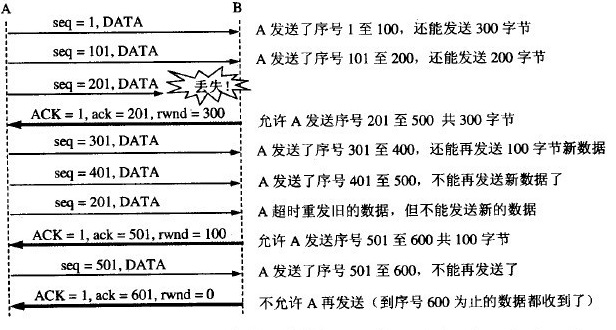 A B
seq = 1, DATA A 发送了序号 1 至 100，还能发送 300 字节
seq = 101, DATA A 发送了序号 101 至 200，还能发送 200 字节
seq = 201, DATA 丢失！
ACK = 1, ack = 201, rwnd = 300 允许 A 发送序号 201 至 500 共 300 字节
seq = 301, DATA A 发送了序号 301 至 400，还能再发送 100 字节新数据
seq = 401, DATA A 发送了序号 401 至 500，不能再发送新数据了
seq = 201, DATA A 超时重发旧的数据，但不能发送新的数据
ACK = 1, ack = 501, rwnd = 100 允许 A 发送序号 501 至 600 共 100 字节
seq = 501, DATA A 发送了序号 501 至 600，不能再发送了
ACK = 1, ack = 601, rwnd = 0 不允许 A 再发送（到序号 600 为止的数据都收到了）